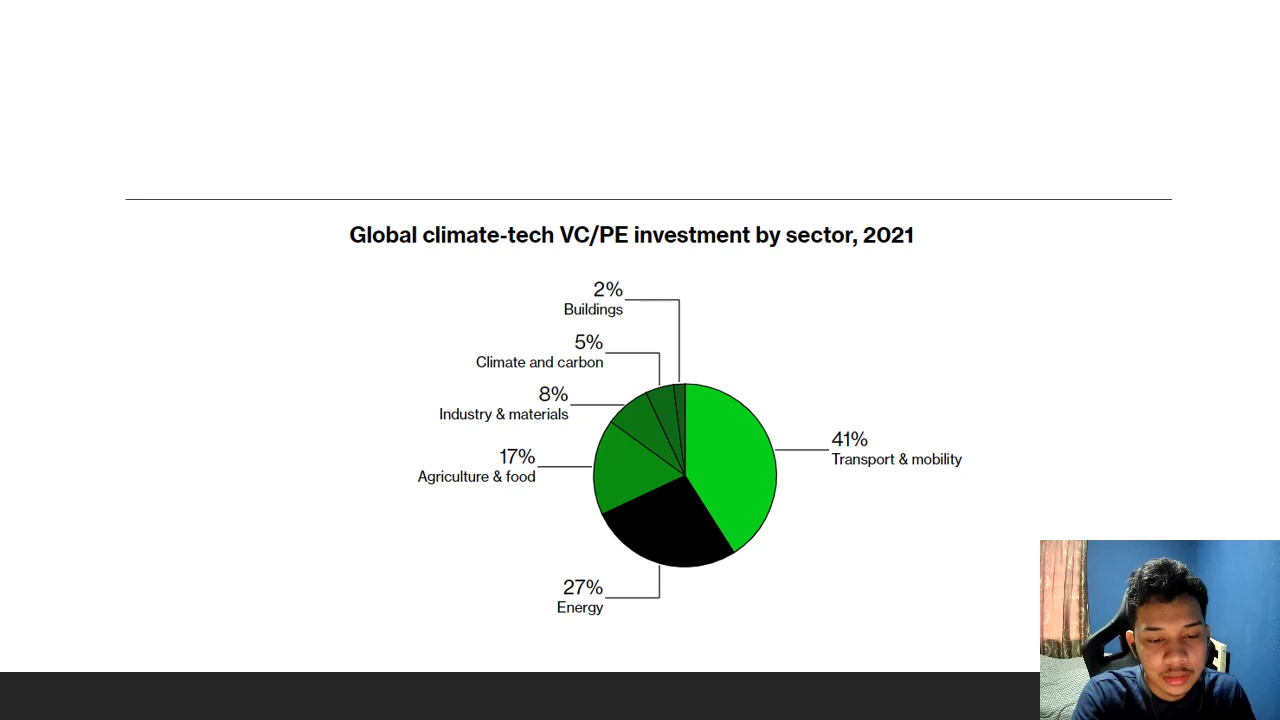 Global climate-tech VC/PE investment by sector, 2021
2%
Buildings
5%
Climate and carbon
8%
Industry & materials
17%
Agriculture & food
41%
Transport & mobility
27%
Energy